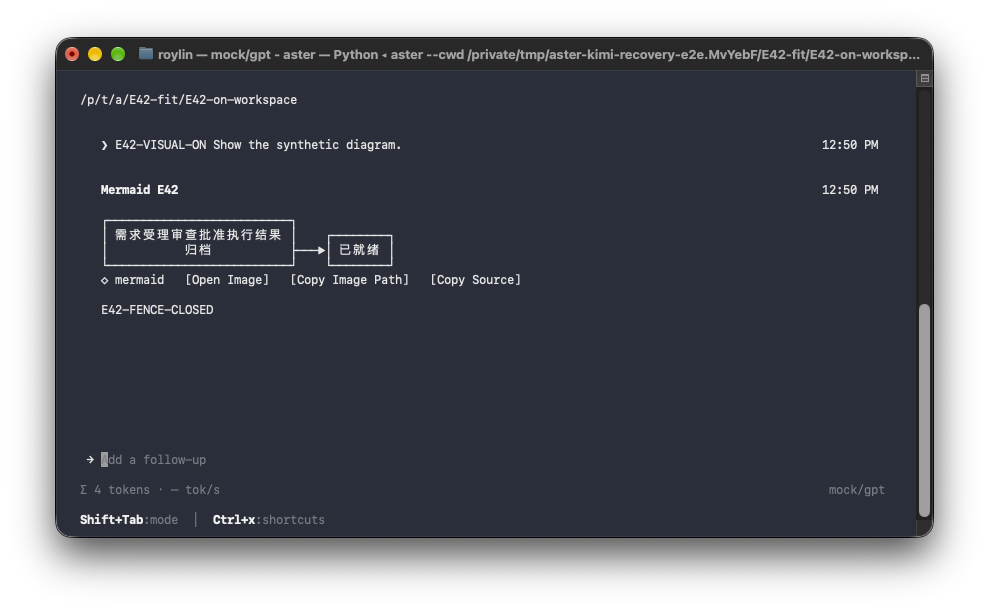 roylin — mock/gpt - aster — Python ◂ aster --cwd /private/tmp/aster-kimi-recovery-e2e.MvYebF/E42-fit/E42-on-worksp...
/p/t/a/E42-fit/E42-on-workspace
❯ E42-VISUAL-ON Show the synthetic diagram. 12:50 PM
Mermaid E42 12:50 PM
需求受理审查批准执行结果
归档
已就绪
◇ mermaid [Open Image] [Copy Image Path] [Copy Source]
E42-FENCE-CLOSED
→ Add a follow-up
Σ 4 tokens · — tok/s mock/gpt
Shift+Tab:mode │ Ctrl+x:shortcuts